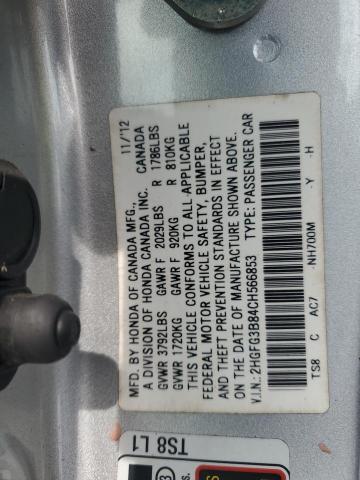 MFD. BY HONDA OF CANADA MFG., 11/'12
A DIVISION OF HONDA CANADA INC. CANADA
GVWR 3792LBS GAWR F 2029LBS R 1786LBS
GVWR 1720KG GAWR F 920KG R 810KG
THIS VEHICLE CONFORMS TO ALL APPLICABLE
FEDERAL MOTOR VEHICLE SAFETY, BUMPER,
AND THEFT PREVENTION STANDARDS IN EFFECT
ON THE DATE OF MANUFACTURE SHOWN ABOVE.
V.I.N.: 2HGFG3B84CH566853 TYPE: PASSENGER CAR
TS8 C AC7 -NH700M -Y -H
TS8 L1